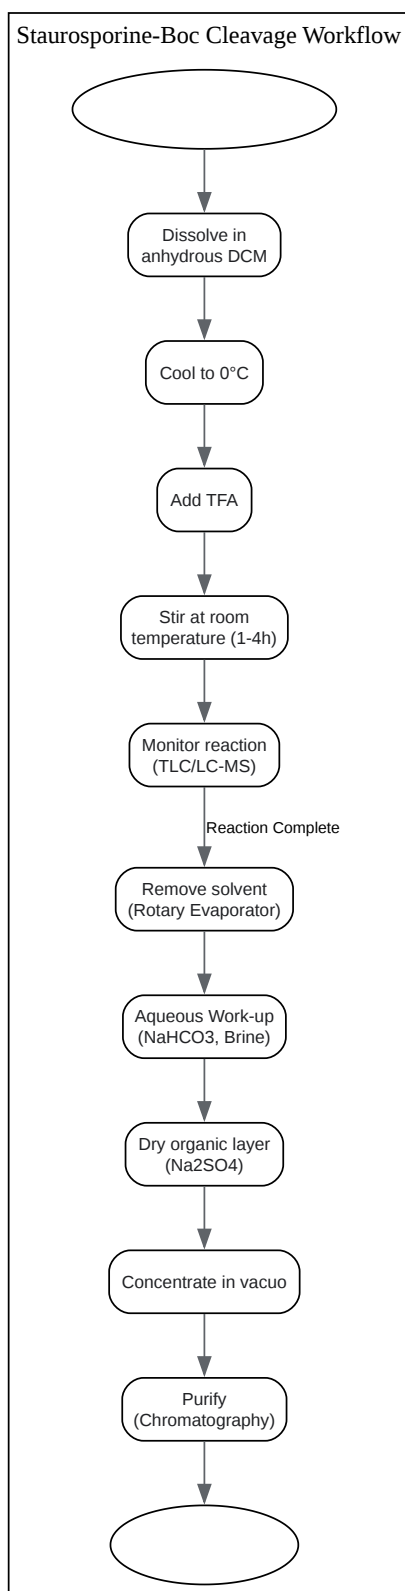 Staurosporine-Boc Cleavage Workflow
Dissolve in
anhydrous DCM
Cool to 0°C
Add TFA
Stir at room
temperature (1-4h)
Monitor reaction
(TLC/LC-MS)
Reaction Complete
Remove solvent
(Rotary Evaporator)
Aqueous Work-up
(NaHCO3, Brine)
Dry organic layer
(Na2SO4)
Concentrate in vacuo
Purify
(Chromatography)